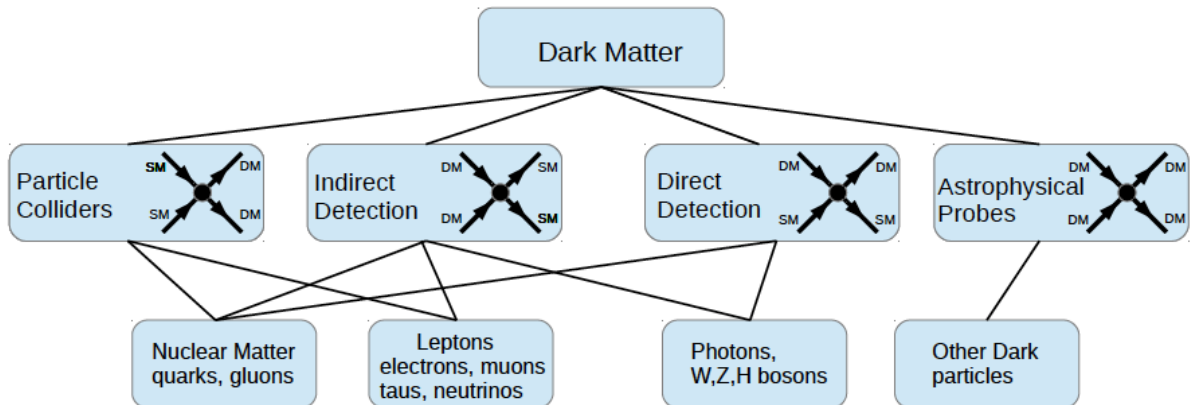 Dark Matter
Particle
Colliders
SM
DM
SM
DM
Indirect
Detection
DM
SM
DM
SM
Direct
Detection
DM
DM
SM
SM
Astrophysical
Probes
DM
DM
DM
DM
Nuclear Matter
quarks, gluons
Leptons
electrons, muons
taus, neutrinos
Photons,
W,Z,H bosons
Other Dark
particles